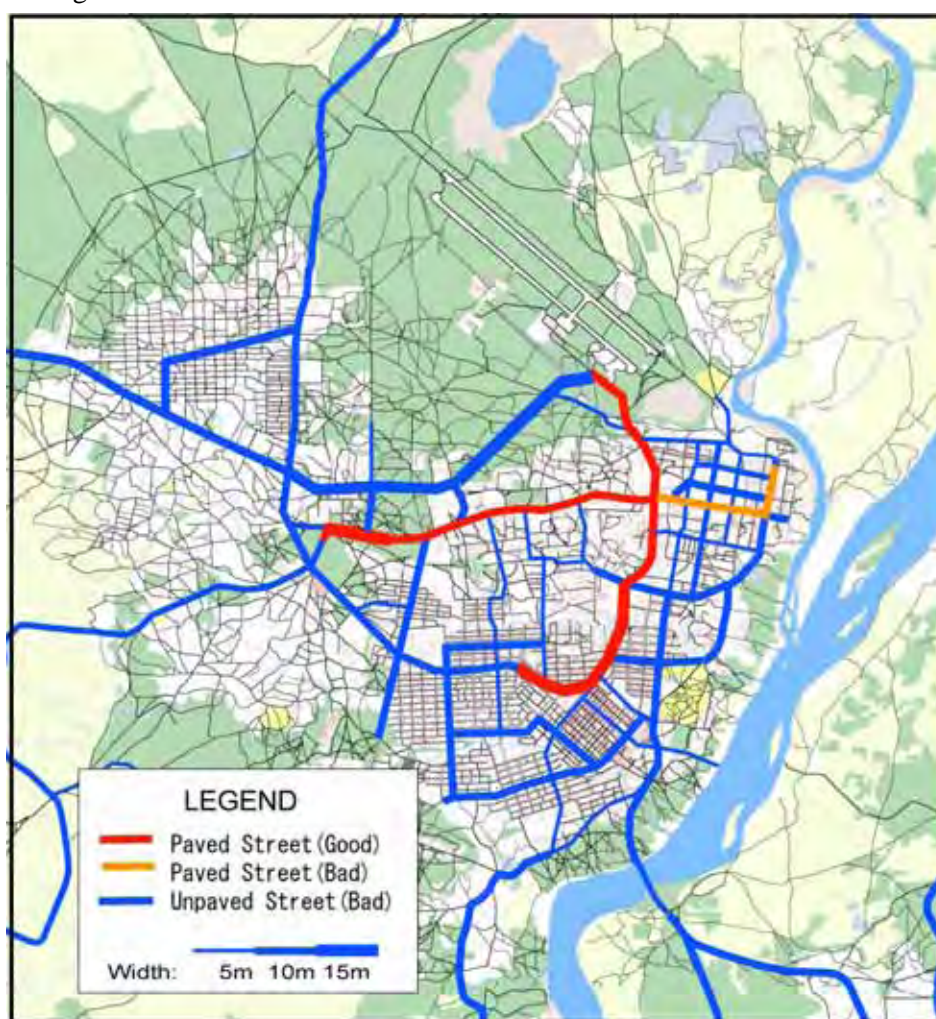 LEGEND
Paved Street(Good)
Paved Street(Bad)
Unpaved Street(Bad)
Width: 5m 10m 15m